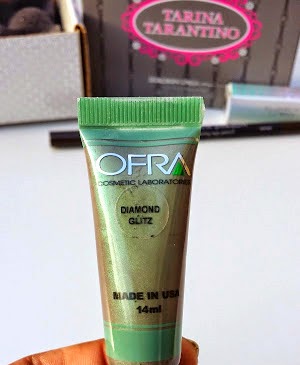 TARINA
TARANTINO
OFRA
COSMETIC LABORATORIES
DIAMOND
GLITZ
MADE IN USA
14ml